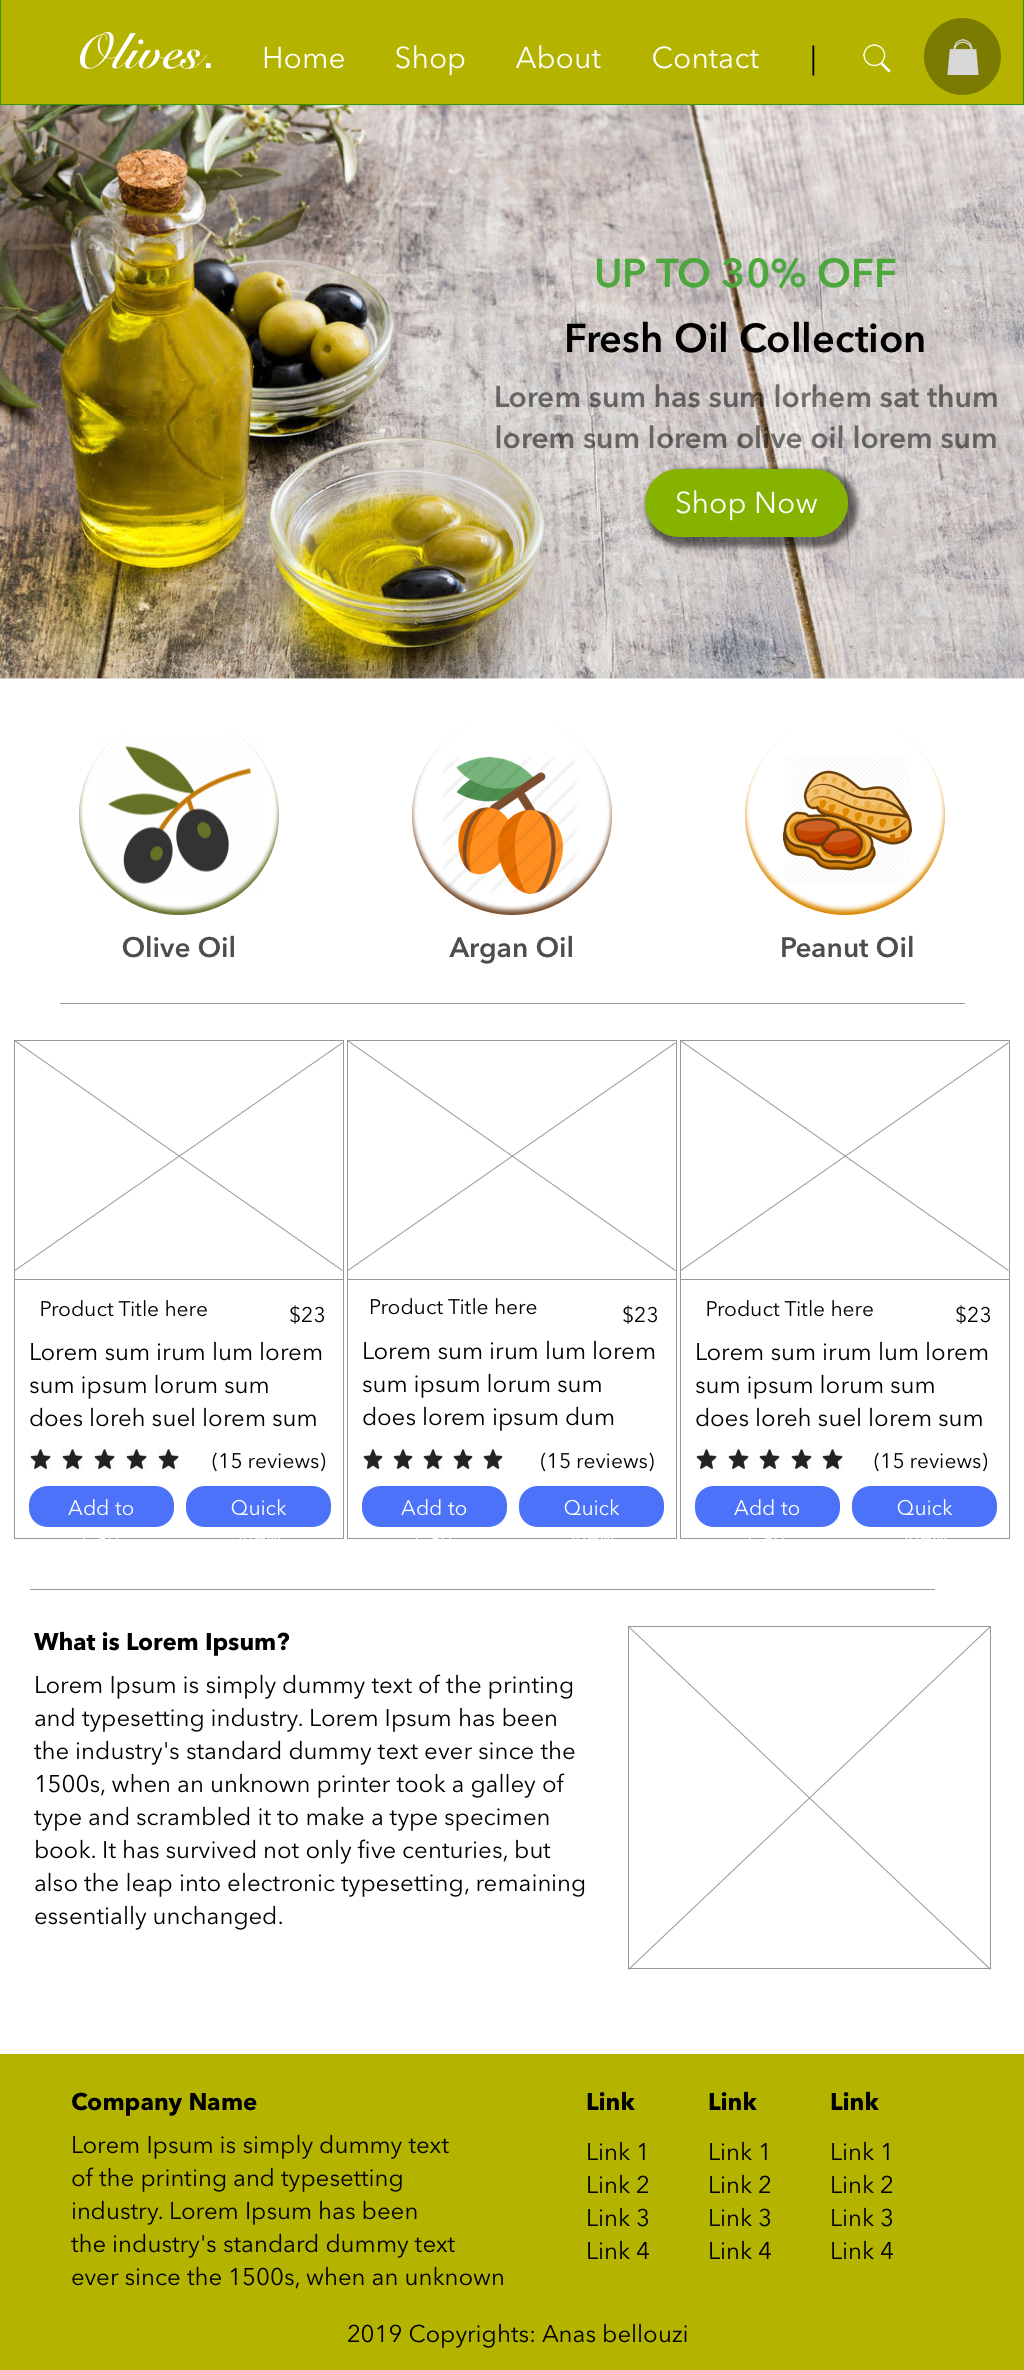 Olives.
Home Shop About Contact |
UP TO 30% OFF
Fresh Oil Collection
Lorem sum has sum lorhem sat thum
lorem sum lorem olive oil lorem sum
Shop Now
Olive Oil
Argan Oil
Peanut Oil
Product Title here
$23
Lorem sum irum lum lorem
sum ipsum lorum sum
does loreh suel lorem sum
(15 reviews)
Add to
Quick
Product Title here
$23
Lorem sum irum lum lorem
sum ipsum lorum sum
does lorem ipsum dum
(15 reviews)
Add to
Quick
Product Title here
$23
Lorem sum irum lum lorem
sum ipsum lorum sum
does loreh suel lorem sum
(15 reviews)
Add to
Quick
What is Lorem Ipsum?
Lorem Ipsum is simply dummy text of the printing
and typesetting industry. Lorem Ipsum has been
the industry's standard dummy text ever since the
1500s, when an unknown printer took a galley of
type and scrambled it to make a type specimen
book. It has survived not only five centuries, but
also the leap into electronic typesetting, remaining
essentially unchanged.
Company Name
Lorem Ipsum is simply dummy text
of the printing and typesetting
industry. Lorem Ipsum has been
the industry's standard dummy text
ever since the 1500s, when an unknown
Link
Link 1
Link 2
Link 3
Link 4
Link
Link 1
Link 2
Link 3
Link 4
Link
Link 1
Link 2
Link 3
Link 4
2019 Copyrights: Anas bellouzi